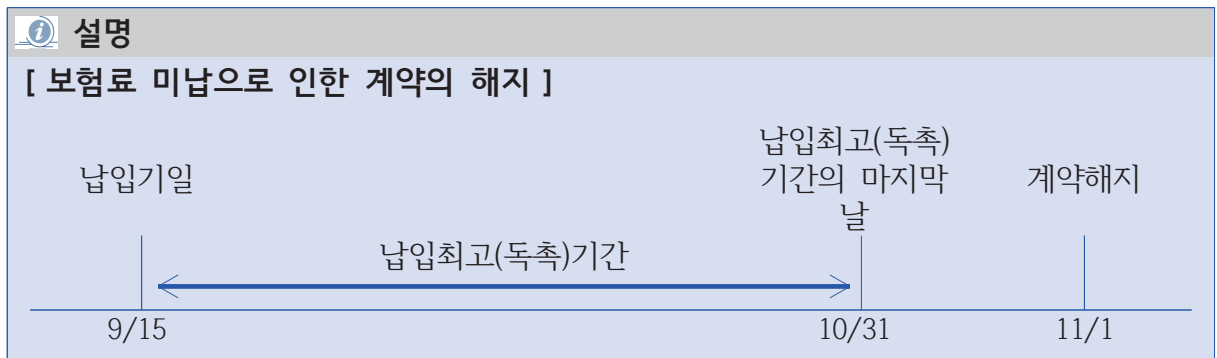 설명
[ 보험료 미납으로 인한 계약의 해지 ]
납입기일
납입최고(독촉)
기간의 마지막
날
계약해지
납입최고(독촉)기간
9/15
10/31
11/1